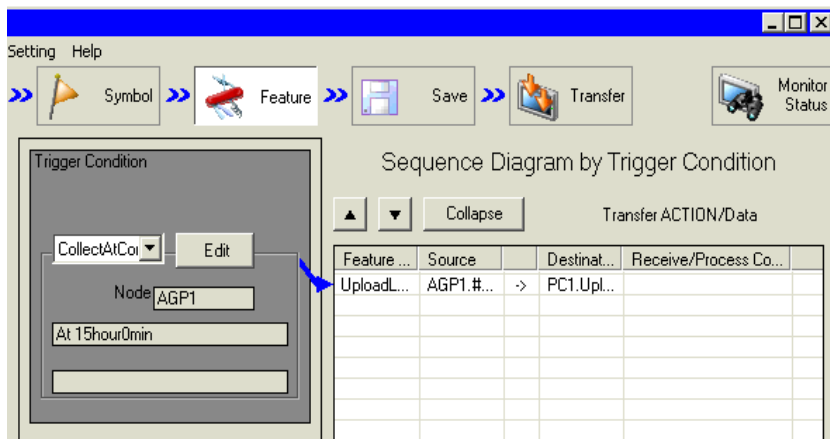 Setting Help
Symbol Feature Save Transfer Monitor Status
Trigger Condition
Sequence Diagram by Trigger Condition
Collapse Transfer ACTION/Data
CollectAtCo Edit
Feature ... Source Destinat... Receive/Process Co...
UploadL... AGP1.#... -> PC1.Upl...
Node AGP1
At 15hour0min